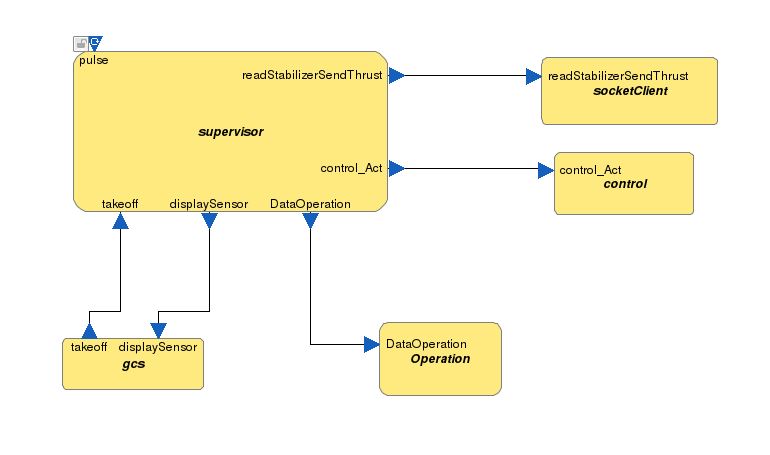 pulse
readStabilizerSendThrust
supervisor
control_Act
takeoff
displaySensor
DataOperation
readStabilizerSendThrust
socketClient
control_Act
control
takeoff
displaySensor
gcs
DataOperation
Operation